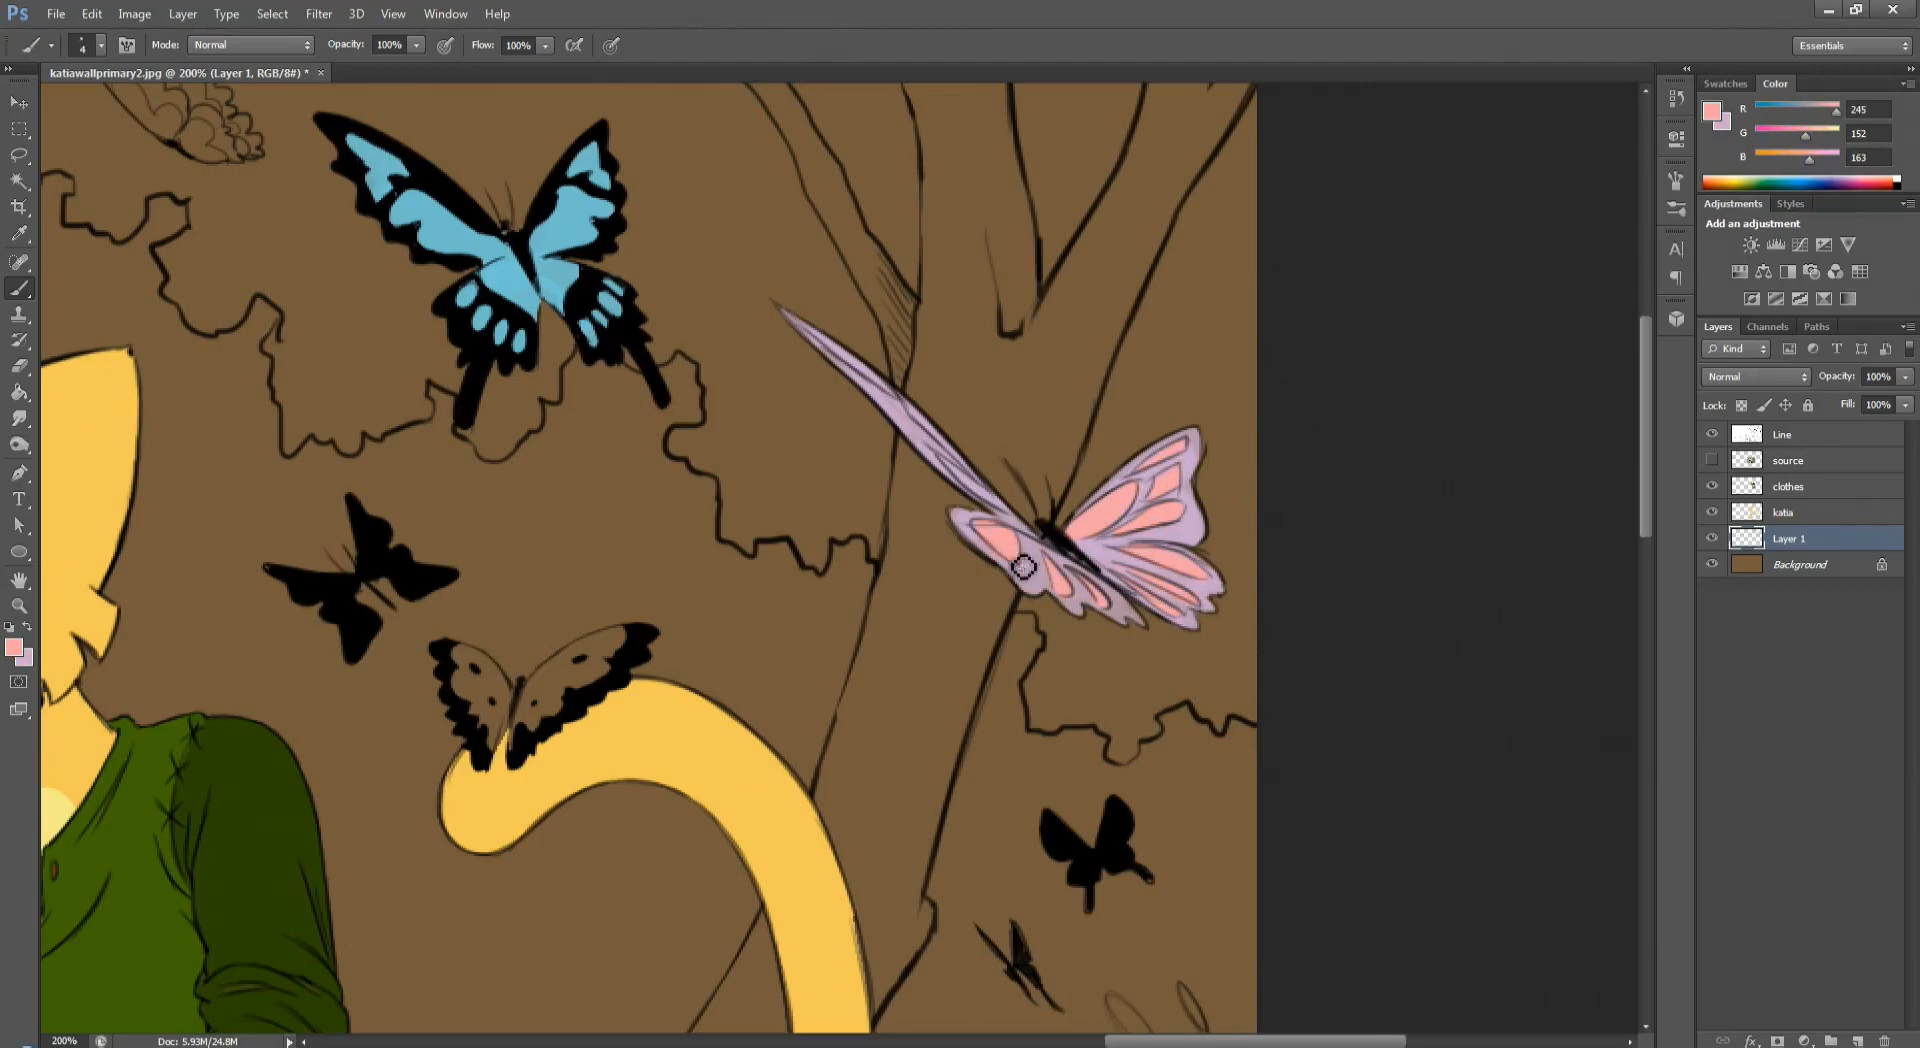 Ps File Edit Image Layer Type Select Filter 3D View Window Help
4 Mode: Normal Opacity: 100% Flow: 100% Essentials
katiawallprimary2.jpg @ 200% (Layer 1, RGB/8#) * ×
Swatches Color
R 245
G 152
B 163
Adjustments Styles
Add an adjustment
Layers Channels Paths
Kind
Normal Opacity: 100%
Lock: Fill: 100%
Line
source
clothes
katia
Layer 1
Background
200% Doc: 5.93M/24.8M